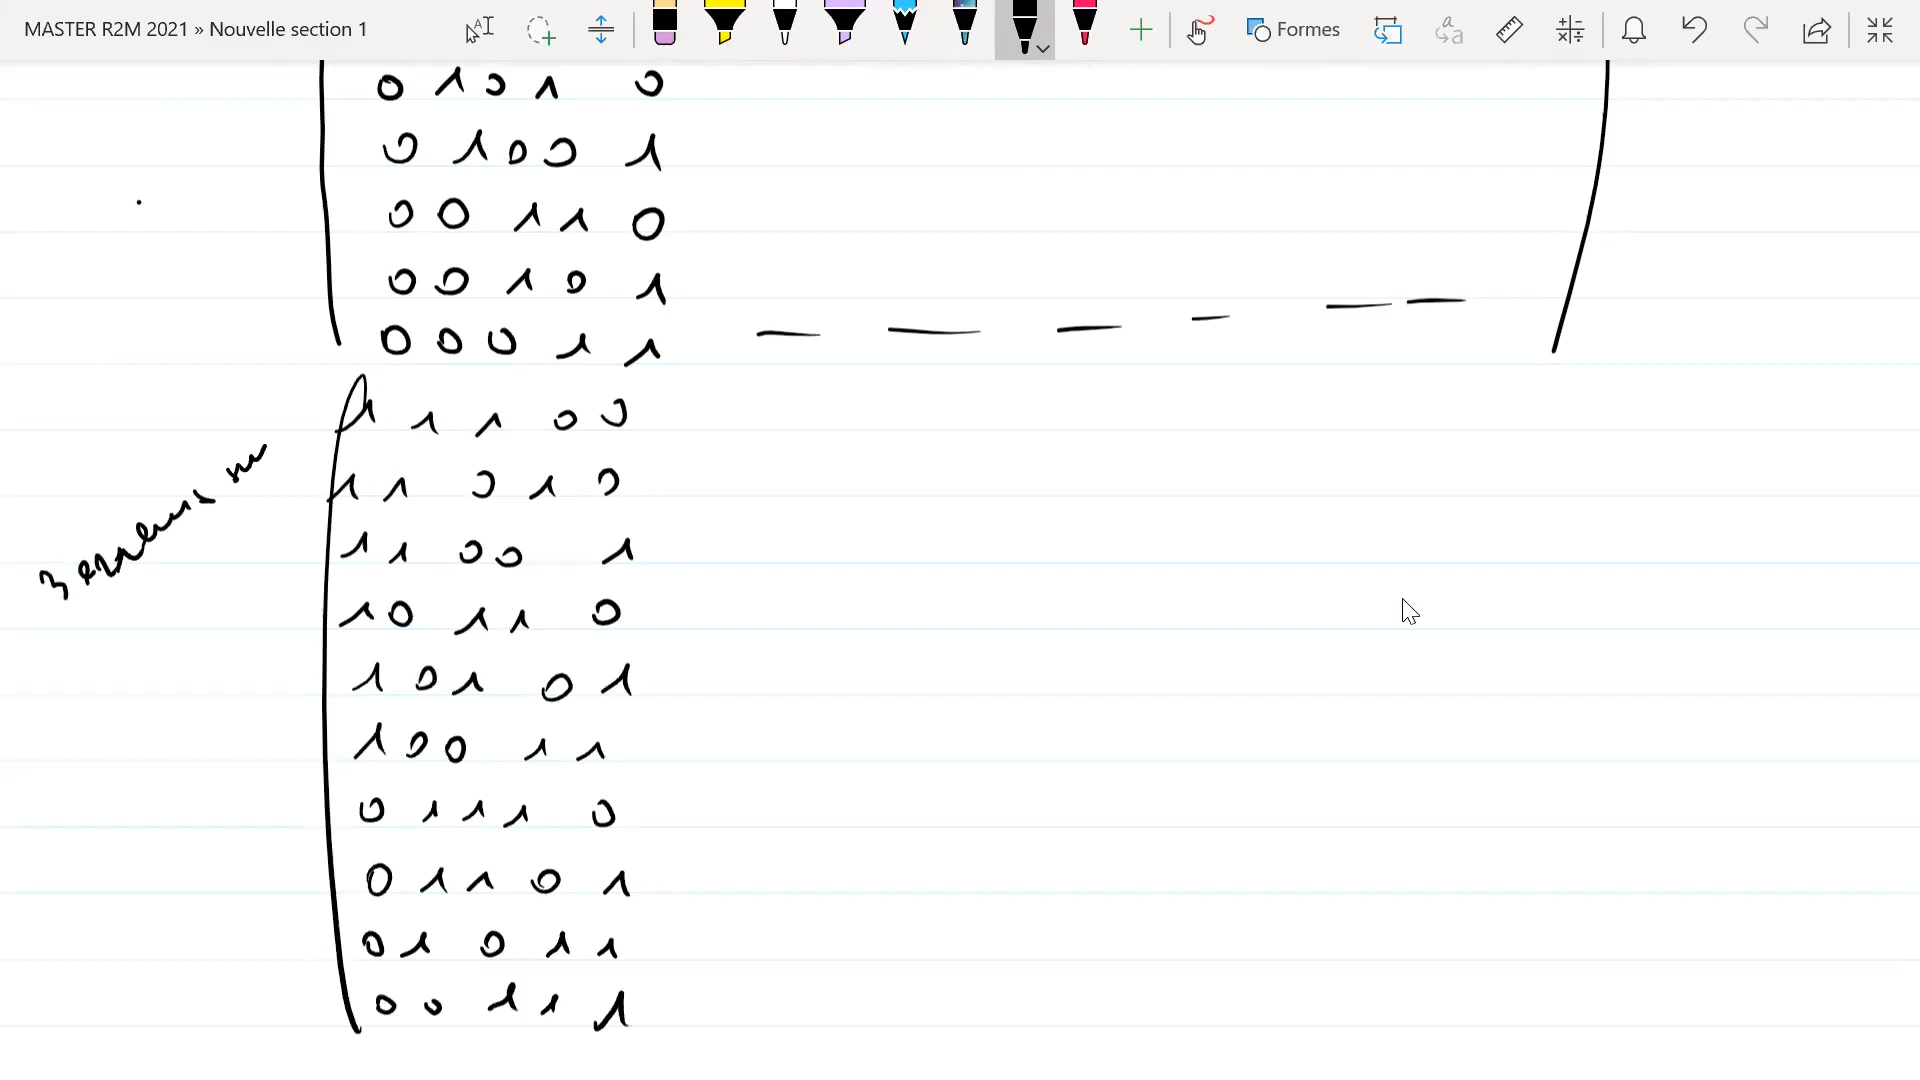 MASTER R2M 2021 » Nouvelle section 1
Formes
0 1 0 1 0
0 1 0 0 1
0 0 1 1 0
0 0 1 0 1
0 0 0 1 1 — — — — — —
1 1 1 0 0
1 1 0 1 0
1 1 0 0 1
1 0 1 1 0
1 0 1 0 1
1 0 0 1 1
0 1 1 1 0
0 1 1 0 1
0 1 0 1 1
0 0 1 1 1
3 erreurs